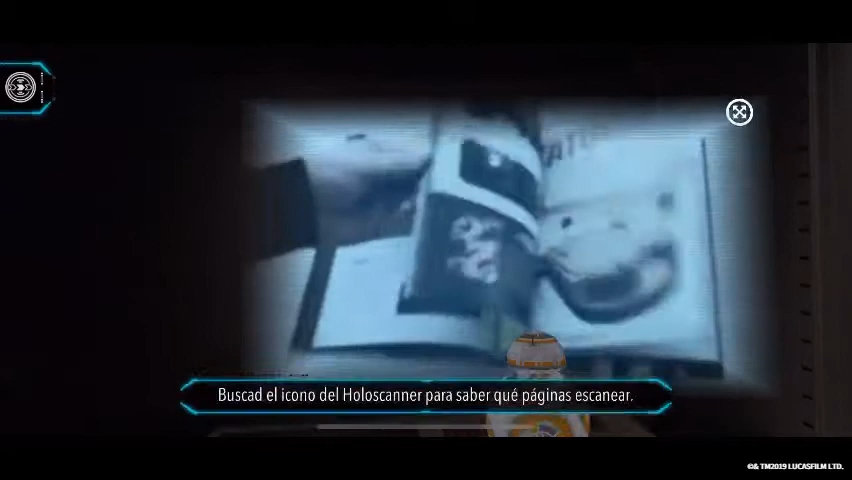 Buscad el icono del Holoscanner para saber qué páginas escanear.
©& TM2019 LUCASFILM LTD.